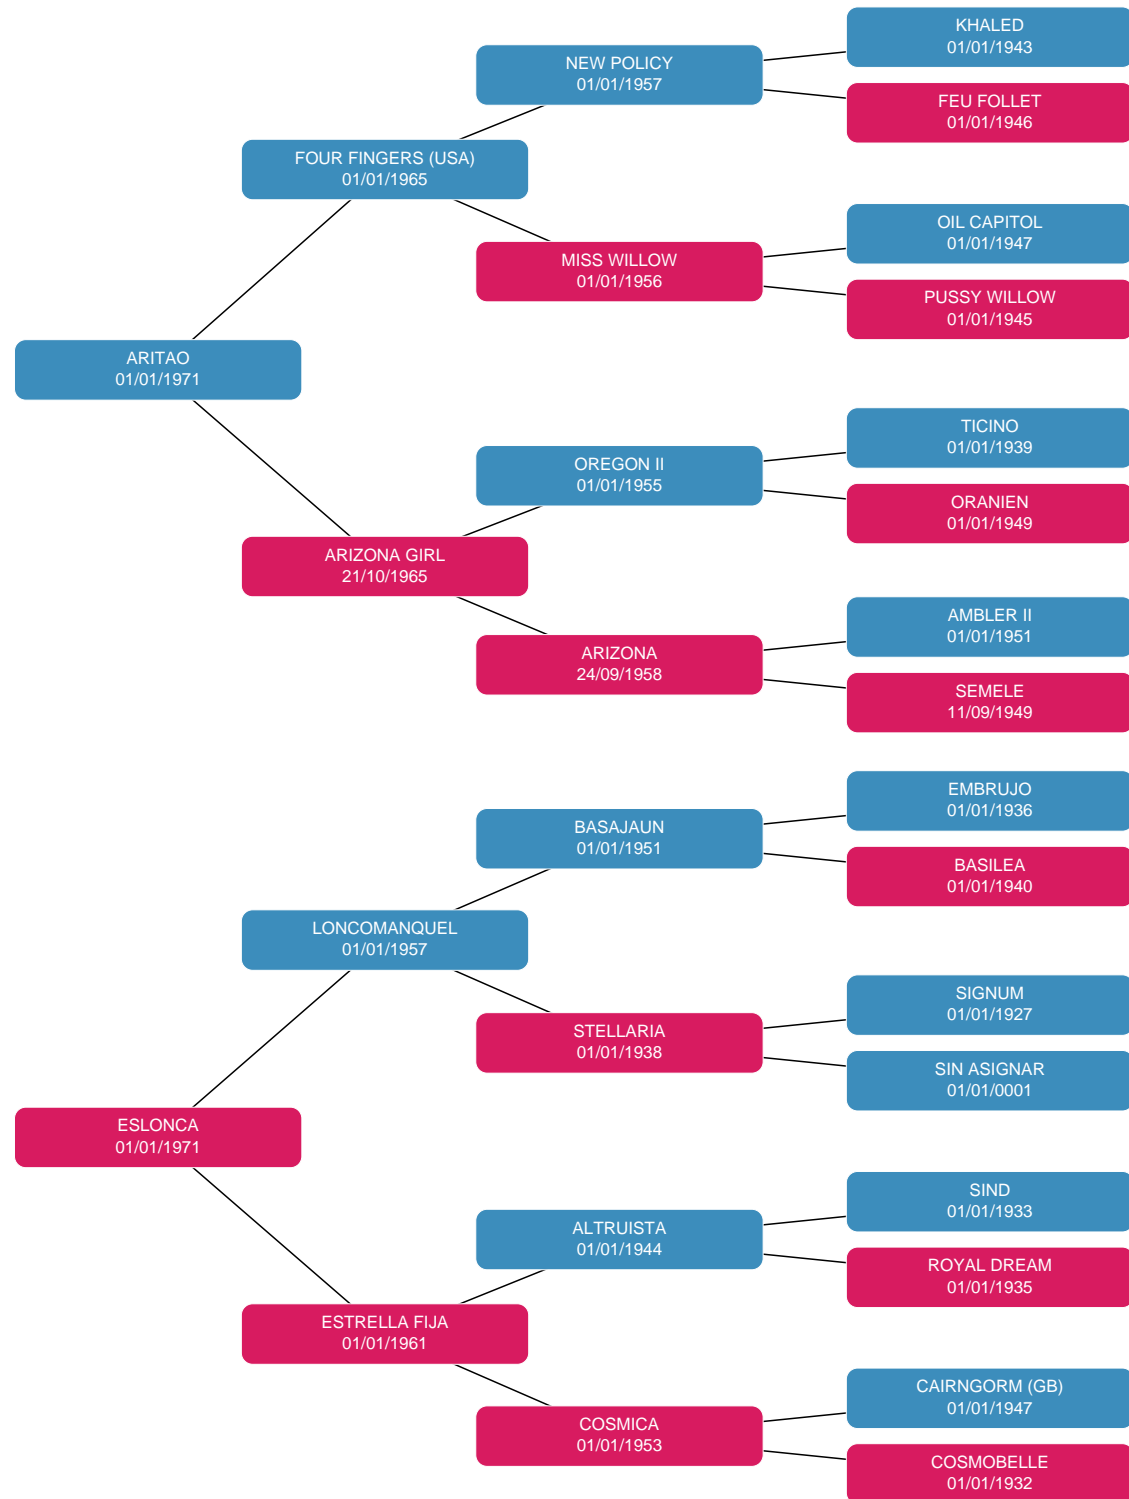 KHALED
01/01/1943
NEW POLICY
01/01/1957
FEU FOLLET
01/01/1946
FOUR FINGERS (USA)
01/01/1965
OIL CAPITOL
01/01/1947
MISS WILLOW
01/01/1956
PUSSY WILLOW
01/01/1945
ARITAO
01/01/1971
TICINO
01/01/1939
OREGON II
01/01/1955
ORANIEN
01/01/1949
ARIZONA GIRL
21/10/1965
AMBLER II
01/01/1951
ARIZONA
24/09/1958
SEMELE
11/09/1949
EMBRUJO
01/01/1936
BASAJAUN
01/01/1951
BASILEA
01/01/1940
LONCOMANQUEL
01/01/1957
SIGNUM
01/01/1927
STELLARIA
01/01/1938
SIN ASIGNAR
01/01/0001
ESLONCA
01/01/1971
SIND
01/01/1933
ALTRUISTA
01/01/1944
ROYAL DREAM
01/01/1935
ESTRELLA FIJA
01/01/1961
CAIRNGORM (GB)
01/01/1947
COSMICA
01/01/1953
COSMOBELLE
01/01/1932